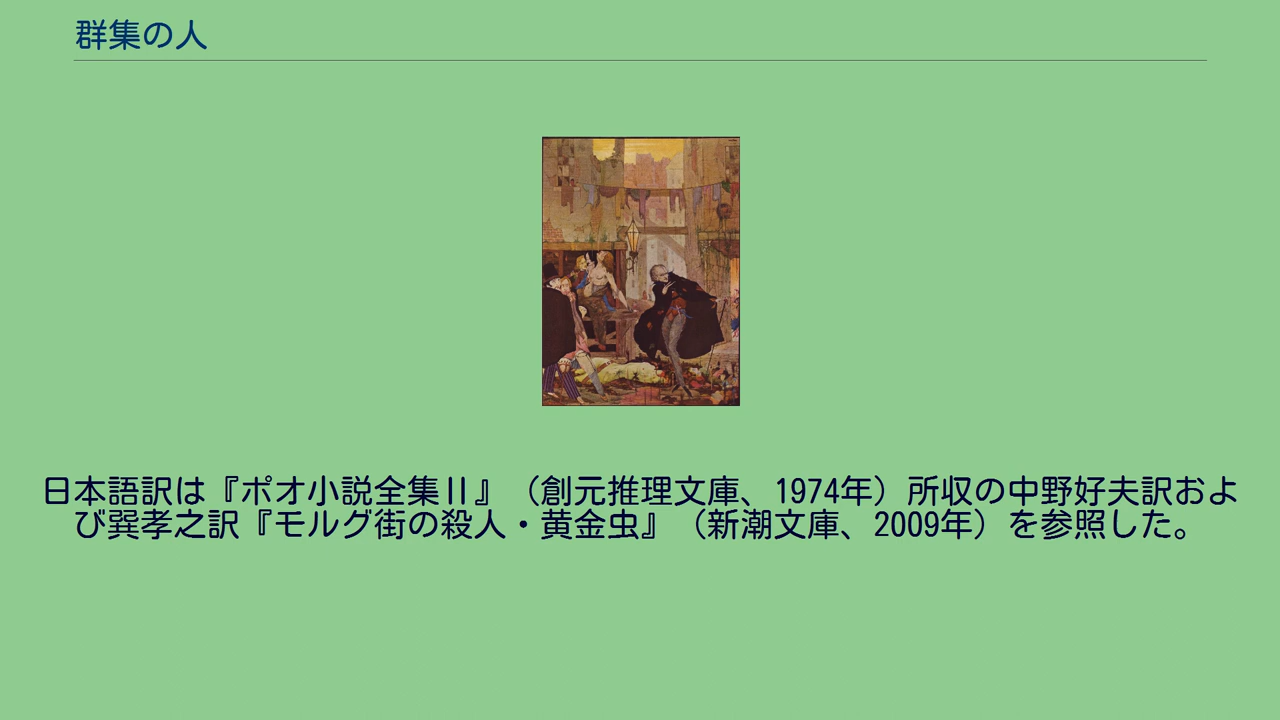 群集の人
日本語訳は『ポオ小説全集Ⅱ』（創元推理文庫、1974年）所収の中野好夫訳およ
び巽孝之訳『モルグ街の殺人・黄金虫』（新潮文庫、2009年）を参照した。